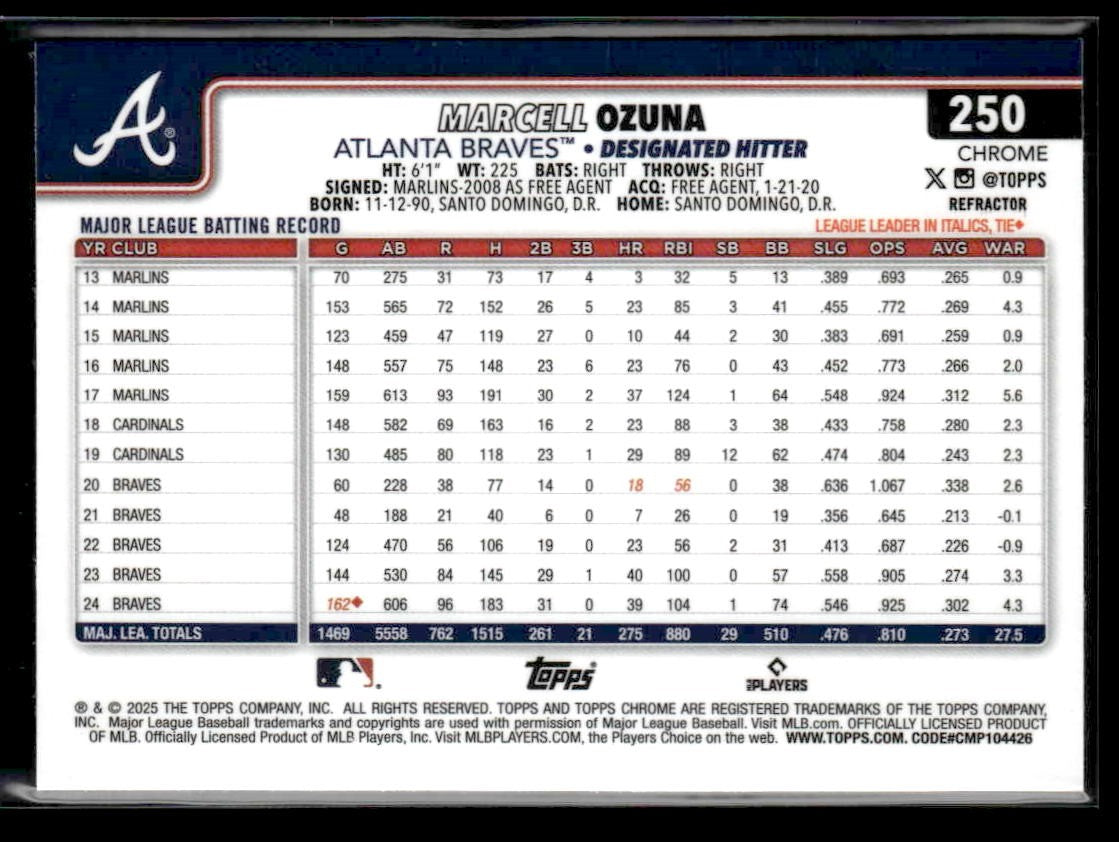 A®
MARCELL OZUNA
250
ATLANTA BRAVES™ • DESIGNATED HITTER
CHROME
HT: 6'1" WT: 225 BATS: RIGHT THROWS: RIGHT
X @TOPPS
SIGNED: MARLINS-2008 AS FREE AGENT ACQ: FREE AGENT, 1-21-20
BORN: 11-12-90, SANTO DOMINGO, D.R. HOME: SANTO DOMINGO, D.R.
REFRACTOR
MAJOR LEAGUE BATTING RECORD
LEAGUE LEADER IN ITALICS, TIE♦
YR CLUB G AB R H 2B 3B HR RBI SB BB SLG OPS AVG WAR
13 MARLINS 70 275 31 73 17 4 3 32 5 13 .389 .693 .265 0.9
14 MARLINS 153 565 72 152 26 5 23 85 3 41 .455 .772 .269 4.3
15 MARLINS 123 459 47 119 27 0 10 44 2 30 .383 .691 .259 0.9
16 MARLINS 148 557 75 148 23 6 23 76 0 43 .452 .773 .266 2.0
17 MARLINS 159 613 93 191 30 2 37 124 1 64 .548 .924 .312 5.6
18 CARDINALS 148 582 69 163 16 2 23 88 3 38 .433 .758 .280 2.3
19 CARDINALS 130 485 80 118 23 1 29 89 12 62 .474 .804 .243 2.3
20 BRAVES 60 228 38 77 14 0 18 56 0 38 .636 1.067 .338 2.6
21 BRAVES 48 188 21 40 6 0 7 26 0 19 .356 .645 .213 -0.1
22 BRAVES 124 470 56 106 19 0 23 56 2 31 .413 .687 .226 -0.9
23 BRAVES 144 530 84 145 29 1 40 100 0 57 .558 .905 .274 3.3
24 BRAVES 162♦ 606 96 183 31 0 39 104 1 74 .546 .925 .302 4.3
MAJ. LEA. TOTALS 1469 5558 762 1515 261 21 275 880 29 510 .476 .810 .273 27.5
Topps®
PLAYERS
® & © 2025 THE TOPPS COMPANY, INC. ALL RIGHTS RESERVED. TOPPS AND TOPPS CHROME ARE REGISTERED TRADEMARKS OF THE TOPPS COMPANY,
INC. Major League Baseball trademarks and copyrights are used with permission of Major League Baseball. Visit MLB.com. OFFICIALLY LICENSED PRODUCT
OF MLB. Officially Licensed Product of MLB Players, Inc. Visit MLBPLAYERS.COM, the Players Choice on the web. WWW.TOPPS.COM. CODE#CMP104426